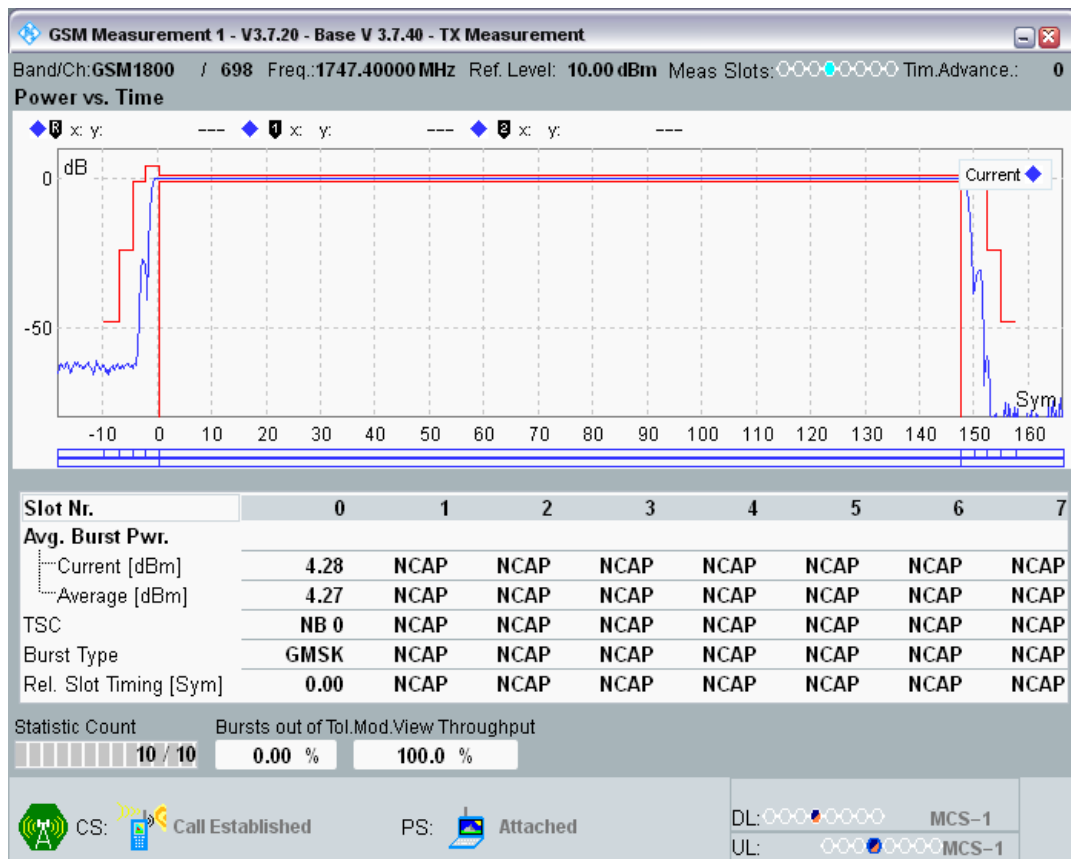 GSM Measurement 1 - V3.7.20 - Base V 3.7.40 - TX Measurement
Band/Ch:GSM1800 / 698 Freq.:1747.40000 MHz Ref. Level: 10.00 dBm Meas Slots: Tim.Advance.: 0
Power vs. Time
R x: y: --- 1 x: y: --- 2 x: y: ---
dB
Current
0
-50
Sym
-10 0 10 20 30 40 50 60 70 80 90 100 110 120 130 140 150 160
Slot Nr. 0 1 2 3 4 5 6 7
Avg. Burst Pwr.
Current [dBm] 4.28 NCAP NCAP NCAP NCAP NCAP NCAP NCAP
Average [dBm] 4.27 NCAP NCAP NCAP NCAP NCAP NCAP NCAP
TSC NB 0 NCAP NCAP NCAP NCAP NCAP NCAP NCAP
Burst Type GMSK NCAP NCAP NCAP NCAP NCAP NCAP NCAP
Rel. Slot Timing [Sym] 0.00 NCAP NCAP NCAP NCAP NCAP NCAP NCAP
Statistic Count Bursts out of Tol.Mod.View Throughput
10 / 10 0.00 % 100.0 %
CS: Call Established PS: Attached
DL: MCS-1
UL: MCS-1